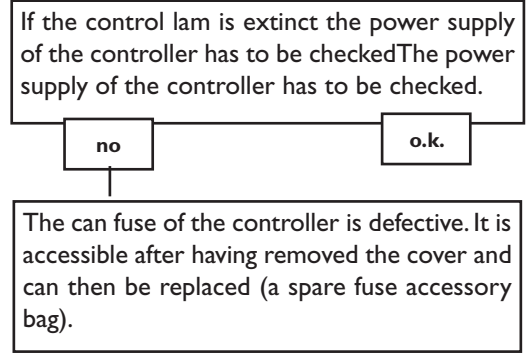 If the control lam is extinct the power supply
of the controller has to be checkedThe power
supply of the controller has to be checked.
no
o.k.
The can fuse of the controller is defective. It is
accessible after having removed the cover and
can then be replaced (a spare fuse accessory
bag).